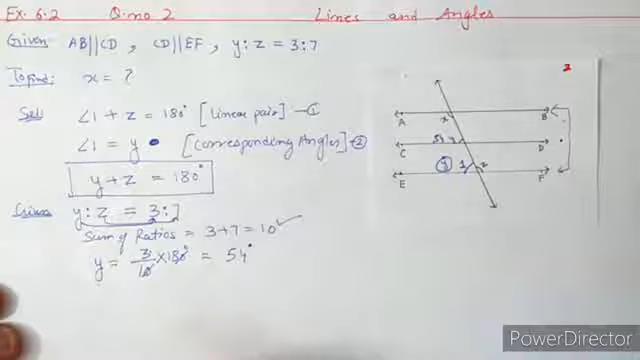 Ex. 6.2 Q.no 2 Lines and Angles
Given AB||CD, CD||EF, y:z = 3:7
To find: x = ?
Sol: ∠1 + z = 180° [linear pair] —①
∠1 = y [corresponding Angles] ②
y + z = 180°
Given y:z = 3:7
Sum of Ratios = 3+7 = 10 ✓
y = 3/10 × 180° = 54°
2
A x B
C y D
E 1 z F
PowerDirector